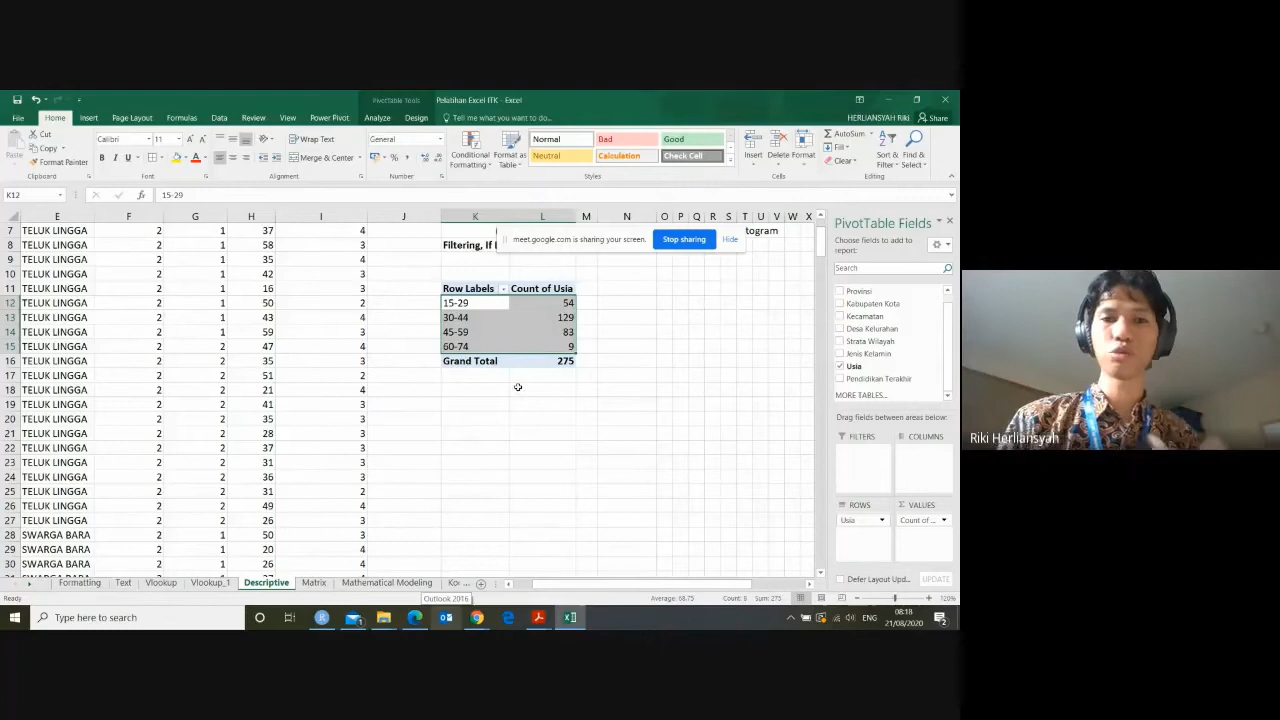 PivotTable Tools
Pelatihan Excel ITK - Excel
File Home Insert Page Layout Formulas Data Review View Power Pivot Analyze Design Tell me what you want to do...
HERLIANSYAH Riki Share
Paste
Cut
Copy
Format Painter
Clipboard
Calibri 11
B I U
Font
Wrap Text
Merge & Center
Alignment
General
Number
Conditional Formatting
Format as Table
Normal Bad Good
Neutral Calculation Check Cell
Styles
Insert Delete Format
Cells
AutoSum
Fill
Clear
Sort & Filter
Find & Select
Editing
K12 fx 15-29
E F G H I J K L M N O P Q R S T U V W X
7 TELUK LINGGA 2 1 37 4 togram
8 TELUK LINGGA 2 1 58 3 Filtering, If
meet.google.com is sharing your screen. Stop sharing Hide
9 TELUK LINGGA 2 1 35 4
10 TELUK LINGGA 2 1 42 3
11 TELUK LINGGA 2 1 16 3 Row Labels Count of Usia
12 TELUK LINGGA 2 1 50 2 15-29 54
13 TELUK LINGGA 2 1 43 4 30-44 129
14 TELUK LINGGA 2 1 59 3 45-59 83
15 TELUK LINGGA 2 2 47 4 60-74 9
16 TELUK LINGGA 2 2 35 3 Grand Total 275
17 TELUK LINGGA 2 2 51 2
18 TELUK LINGGA 2 2 21 4
19 TELUK LINGGA 2 2 41 3
20 TELUK LINGGA 2 2 35 3
21 TELUK LINGGA 2 2 28 3
22 TELUK LINGGA 2 2 37 3
23 TELUK LINGGA 2 2 31 3
24 TELUK LINGGA 2 2 36 3
25 TELUK LINGGA 2 2 31 2
26 TELUK LINGGA 2 2 49 4
27 TELUK LINGGA 2 2 26 3
28 SWARGA BARA 2 1 50 3
29 SWARGA BARA 2 1 20 4
30 SWARGA BARA 2 1 26 4
PivotTable Fields
Choose fields to add to report:
Search
Provinsi
Kabupaten Kota
Kecamatan
Desa Kelurahan
Strata Wilayah
Jenis Kelamin
Usia
Pendidikan Terakhir
MORE TABLES...
Drag fields between areas below:
FILTERS COLUMNS
ROWS Σ VALUES
Usia Count of ...
Defer Layout Upd... UPDATE
Formatting Text Vlookup Vlookup_1 Descriptive Matrix Mathematical Modeling ...
Ready
Outlook 2016
Average: 68.75 Count: 8 Sum: 275
120%
Type here to search
ENG
08:18
21/08/2020
Riki Herliansyah